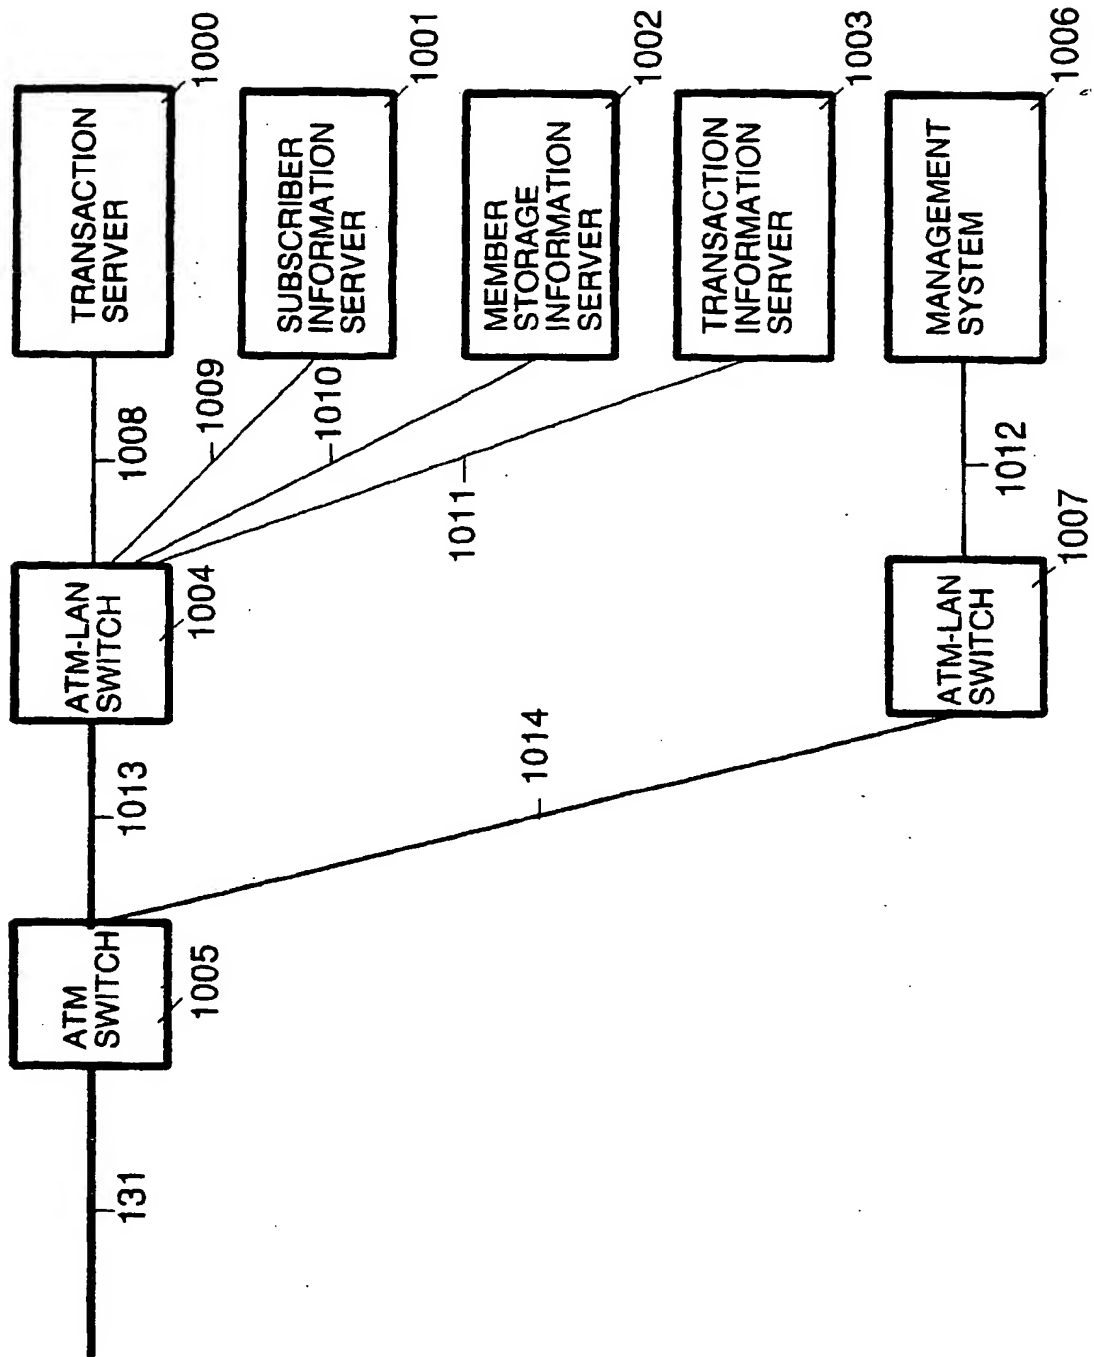 TRANSACTION
SERVER
1000
SUBSCRIBER
INFORMATION
SERVER
1001
MEMBER
STORAGE
INFORMATION
SERVER
1002
TRANSACTION
INFORMATION
SERVER
1003
MANAGEMENT
SYSTEM
1006
1008
1009
1010
1011
1012
ATM-LAN
SWITCH
1004
ATM-LAN
SWITCH
1007
1013
1014
ATM
SWITCH
1005
131